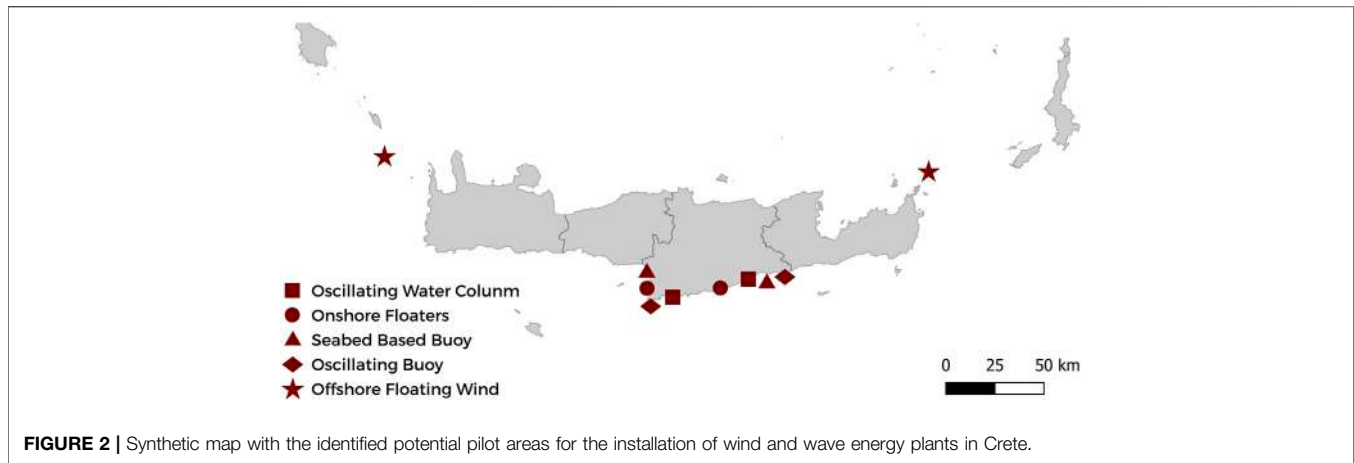 Oscillating Water Colunm
Onshore Floaters
Seabed Based Buoy
Oscillating Buoy
Offshore Floating Wind
0 25 50 km
FIGURE 2 | Synthetic map with the identified potential pilot areas for the installation of wind and wave energy plants in Crete.